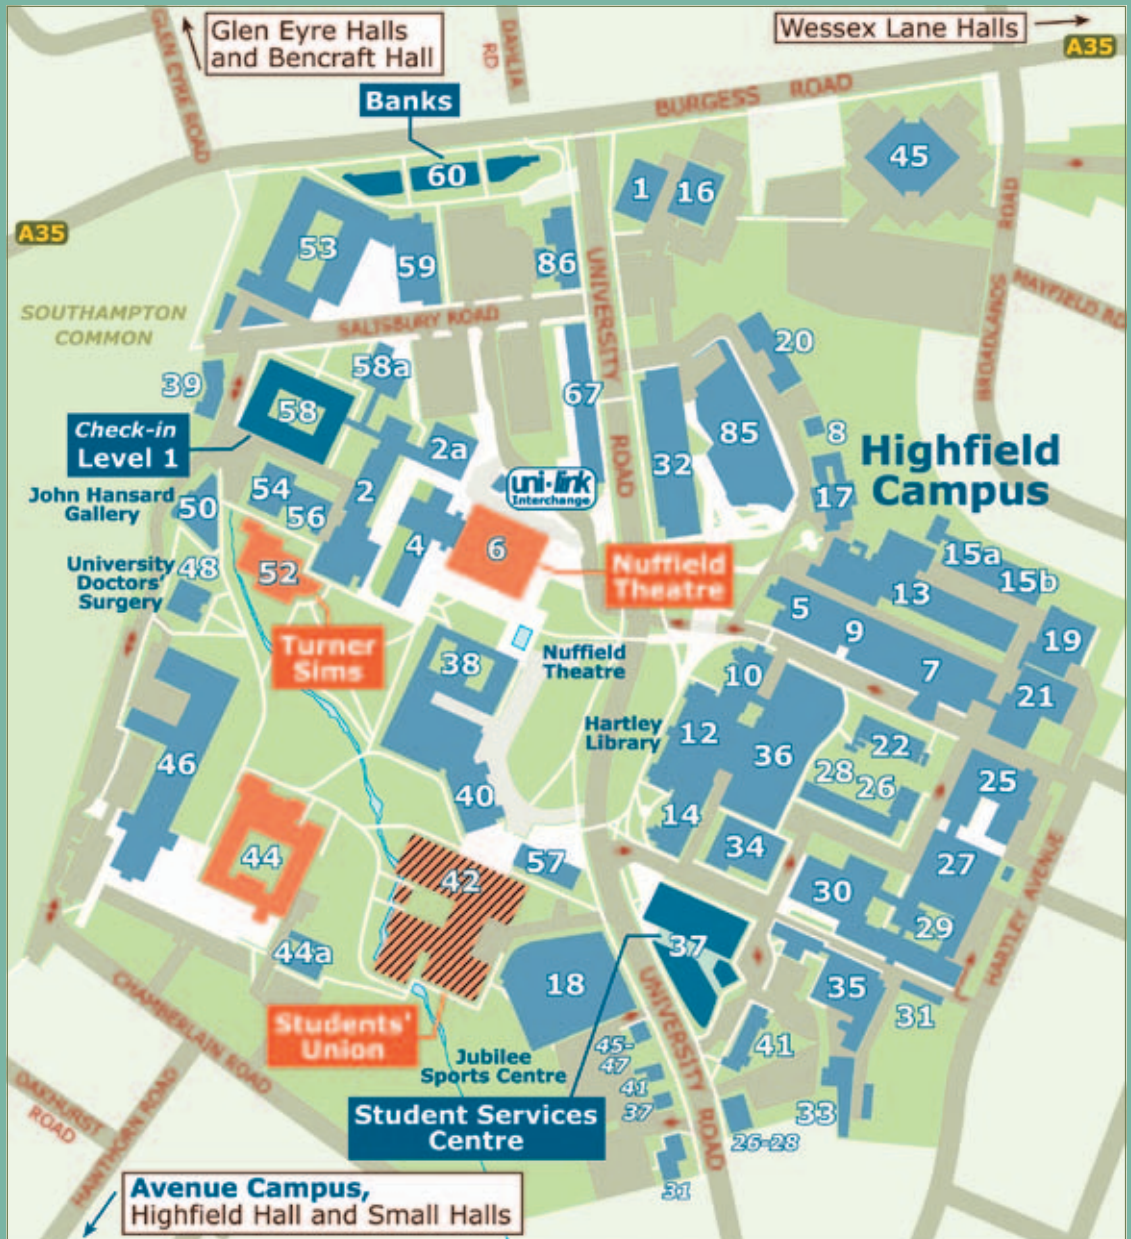 Glen Eyre Halls
and Bencraft Hall
Wessex Lane Halls
A35
GLEN EYRE ROAD
DAHLIA
RD
BURGESS ROAD
Banks
60
1
16
45
A35
53
59
86
UNIVERSITY
ROAD
BROADLANDS
ROAD
MAYFIELD RD
SOUTHAMPTON
COMMON
SALISBURY ROAD
39
58a
58
67
20
Check-in
Level 1
2a
85
8
32
Highfield
Campus
17
John Hansard
Gallery
50
54
56
2
uni-link
Interchange
4
6
Nuffield
Theatre
University
Doctors'
Surgery
48
52
15a
15b
13
5
9
7
19
21
Turner
Sims
38
Nuffield
Theatre
10
Hartley
Library
12
36
22
28
26
25
46
40
14
34
27
44
42
57
30
29
HARTLEY AVENUE
44a
18
37
35
31
CHAMBERLAIN ROAD
UNIVERSITY ROAD
Students'
Union
Jubilee
Sports Centre
45-
47
41
37
41
33
OAKHURST
ROAD
HAWTHORN ROAD
Student Services
Centre
26-28
31
Avenue Campus,
Highfield Hall and Small Halls